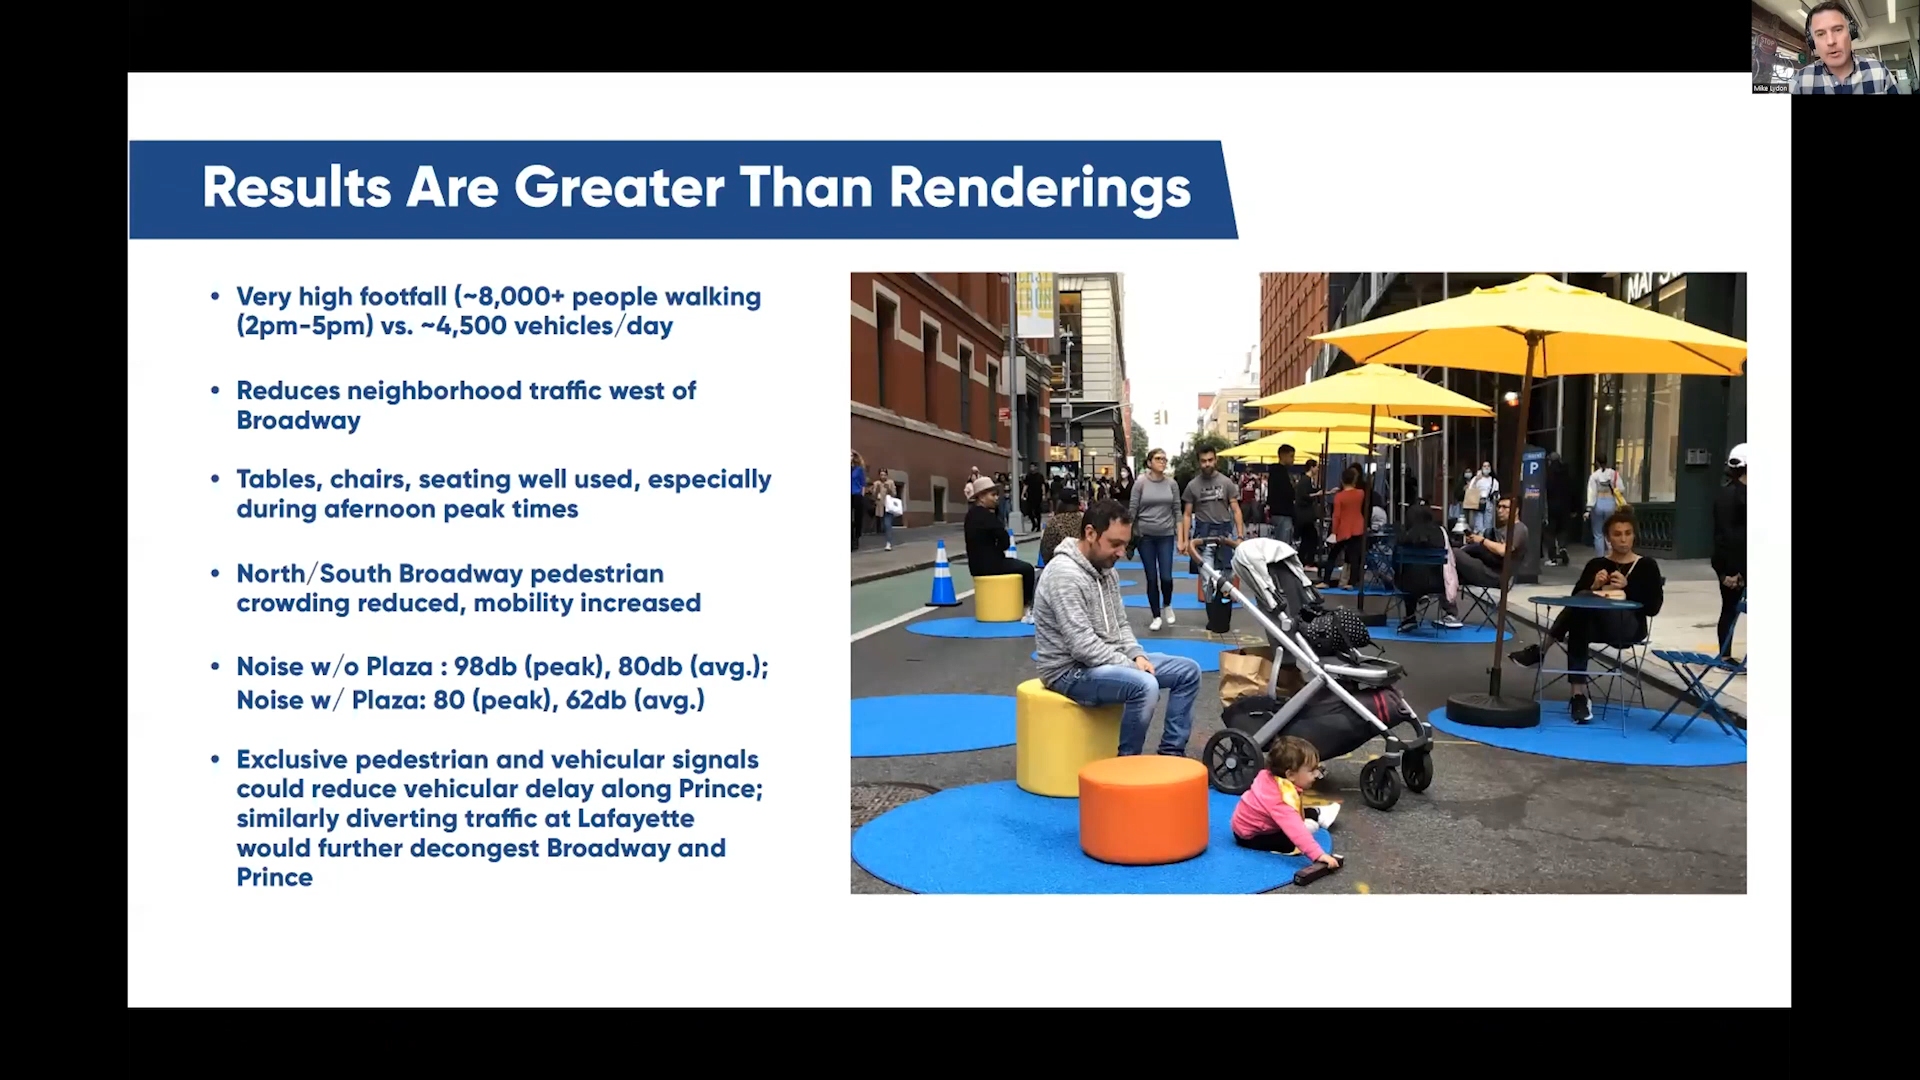 Mike Lydon
Results Are Greater Than Renderings
• Very high footfall (~8,000+ people walking
(2pm-5pm) vs. ~4,500 vehicles/day
• Reduces neighborhood traffic west of
Broadway
• Tables, chairs, seating well used, especially
during afernoon peak times
• North/South Broadway pedestrian
crowding reduced, mobility increased
• Noise w/o Plaza : 98db (peak), 80db (avg.);
Noise w/ Plaza: 80 (peak), 62db (avg.)
• Exclusive pedestrian and vehicular signals
could reduce vehicular delay along Prince;
similarly diverting traffic at Lafayette
would further decongest Broadway and
Prince
P